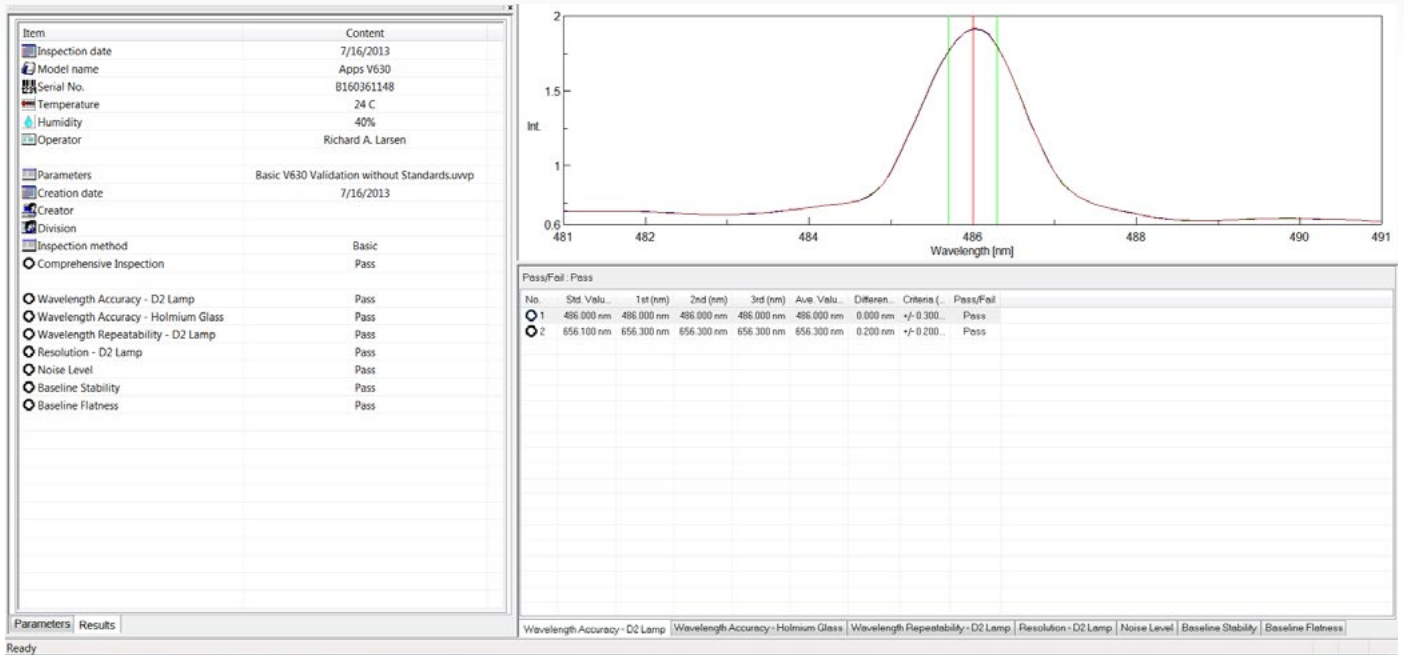 Item Content
Inspection date 7/16/2013
Model name Apps V630
Serial No. B160361148
Temperature 24 C
Humidity 40%
Operator Richard A. Larsen
Parameters Basic V630 Validation without Standards.uvvp
Creation date 7/16/2013
Creator
Division
Inspection method Basic
Comprehensive Inspection Pass
Wavelength Accuracy - D2 Lamp Pass
Wavelength Accuracy - Holmium Glass Pass
Wavelength Repeatability - D2 Lamp Pass
Resolution - D2 Lamp Pass
Noise Level Pass
Baseline Stability Pass
Baseline Flatness Pass
Parameters Results
Ready
2
1.5
Int.
1
0.6
481 482 484 486 488 490 491
Wavelength [nm]
Pass/Fail : Pass
No. Std. Valu... 1st (nm) 2nd (nm) 3rd (nm) Ave. Valu... Differen... Criteria (... Pass/Fail
1 486.000 nm 486.000 nm 486.000 nm 486.000 nm 486.000 nm 0.000 nm +/- 0.300... Pass
2 656.100 nm 656.300 nm 656.300 nm 656.300 nm 656.300 nm 0.200 nm +/- 0.200... Pass
Wavelength Accuracy - D2 Lamp Wavelength Accuracy - Holmium Glass Wavelength Repeatability - D2 Lamp Resolution - D2 Lamp Noise Level Baseline Stability Baseline Flatness